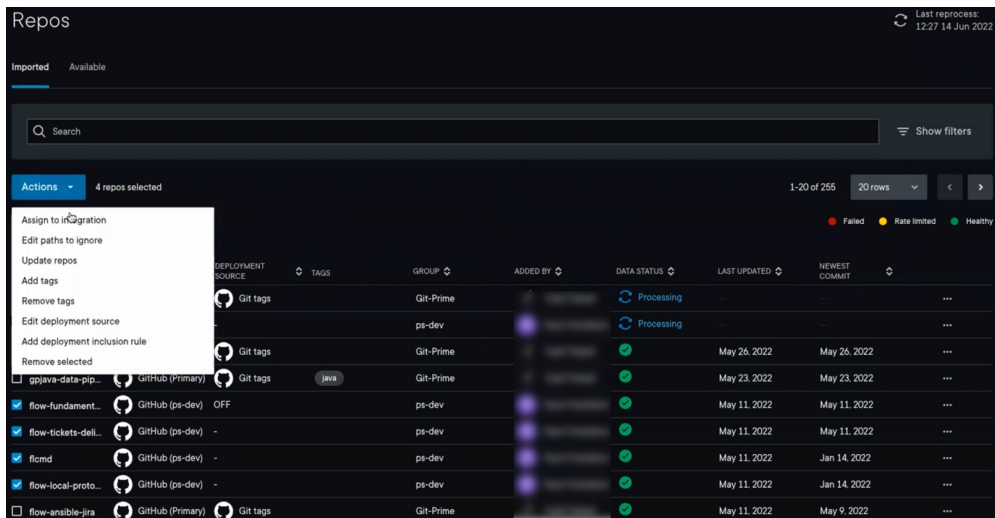 Repos
Last reprocess:
12:27 14 Jun 2022
Imported Available
Search
Show filters
Actions 4 repos selected 1-20 of 255 20 rows
Failed Rate limited Healthy
Assign to integration
Edit paths to ignore
Update repos
Add tags
Remove tags
Edit deployment source
Add deployment inclusion rule
Remove selected
DEPLOYMENT SOURCE TAGS GROUP ADDED BY DATA STATUS LAST UPDATED NEWEST COMMIT
Git tags Git-Prime Processing -- -- ...
- ps-dev Processing -- -- ...
Git tags Git-Prime May 26, 2022 May 26, 2022 ...
gpjava-data-pip... GitHub (Primary) Git tags java Git-Prime May 23, 2022 May 23, 2022 ...
flow-fundament... GitHub (ps-dev) OFF ps-dev May 11, 2022 May 11, 2022 ...
flow-tickets-deli... GitHub (ps-dev) - ps-dev May 11, 2022 May 11, 2022 ...
flcmd GitHub (ps-dev) - ps-dev May 11, 2022 Jan 14, 2022 ...
flow-local-proto... GitHub (ps-dev) - ps-dev May 11, 2022 Jan 14, 2022 ...
flow-ansible-jira GitHub (Primary) Git tags Git-Prime May 11, 2022 May 9, 2022 ...